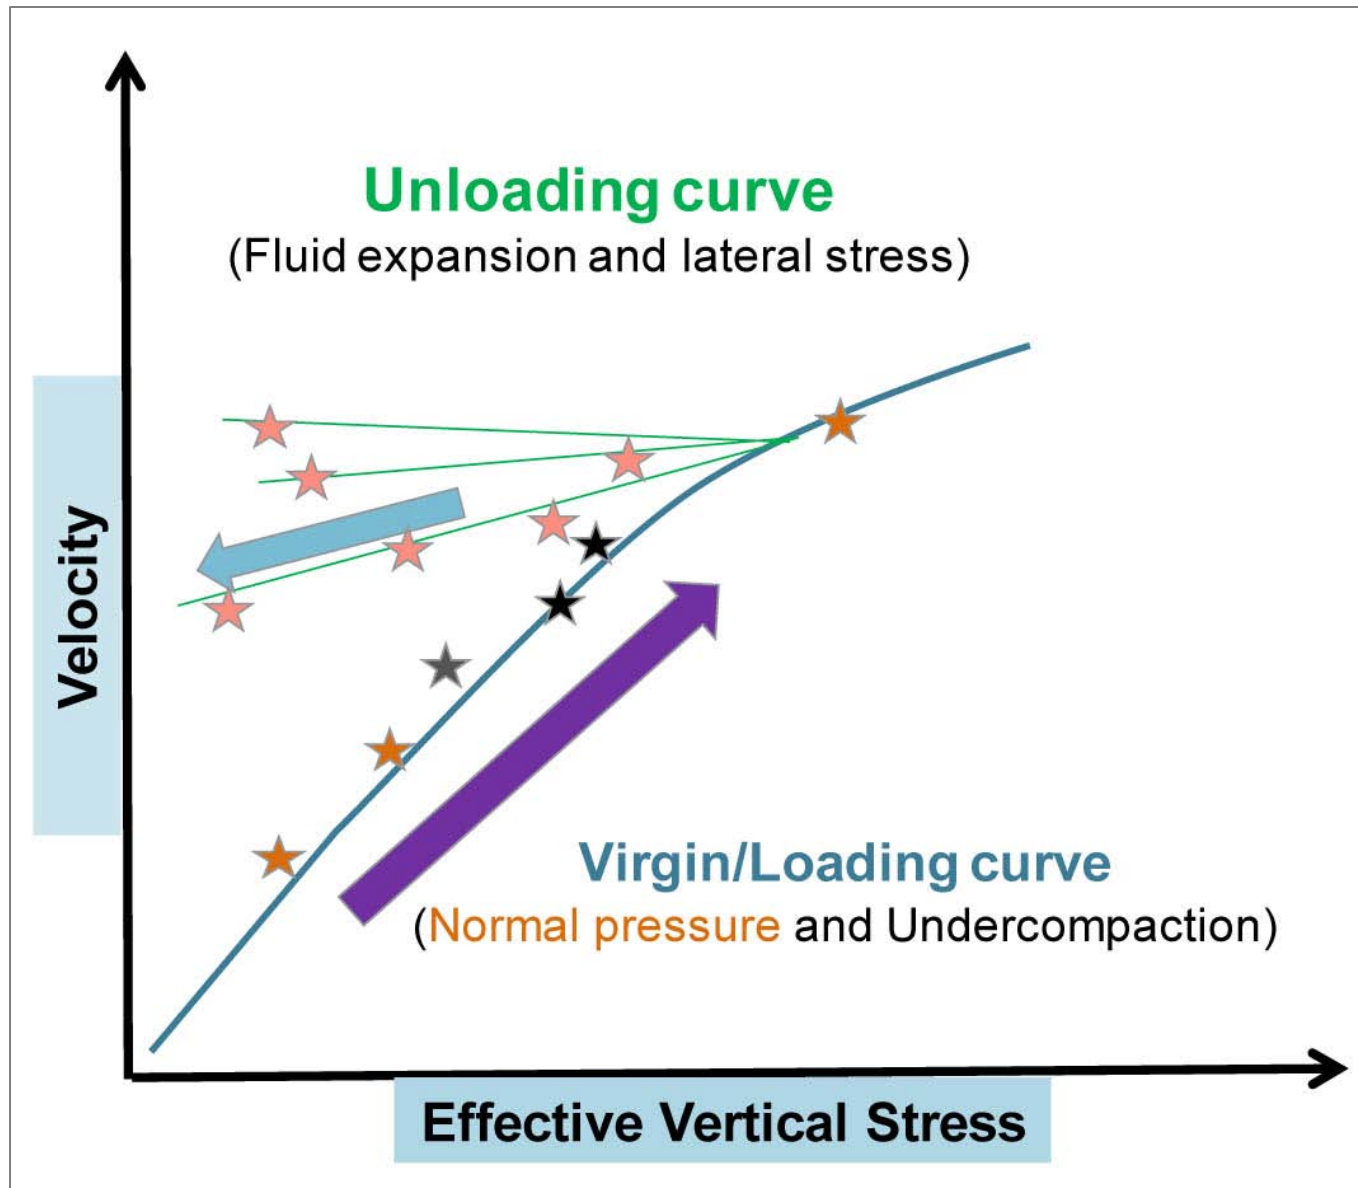 Unloading curve
(Fluid expansion and lateral stress)
Velocity
Virgin/Loading curve
(Normal pressure and Undercompaction)
Effective Vertical Stress